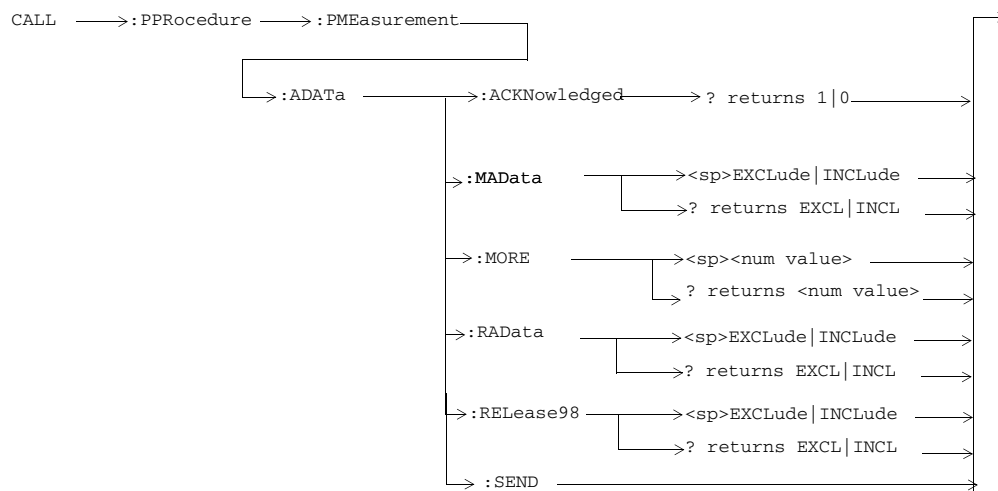 CALL :PPRocedure :PMEasurement
:ADATa :ACKNowledged ? returns 1|0
:MAData <sp>EXCLude|INCLude
? returns EXCL|INCL
:MORE <sp><num value>
? returns <num value>
:RAData <sp>EXCLude|INCLude
? returns EXCL|INCL
:RELease98 <sp>EXCLude|INCLude
? returns EXCL|INCL
:SEND